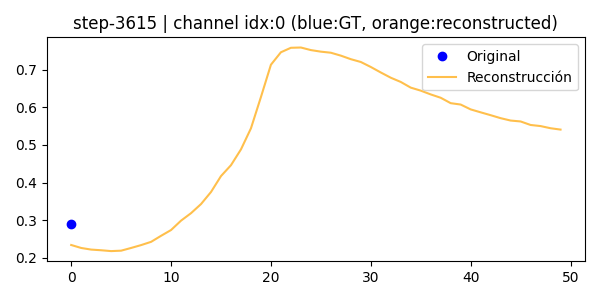 step-3615 | channel idx:0 (blue:GT, orange:reconstructed)
Original
Reconstrucción
0.7
0.6
0.5
0.4
0.3
0.2
0 10 20 30 40 50